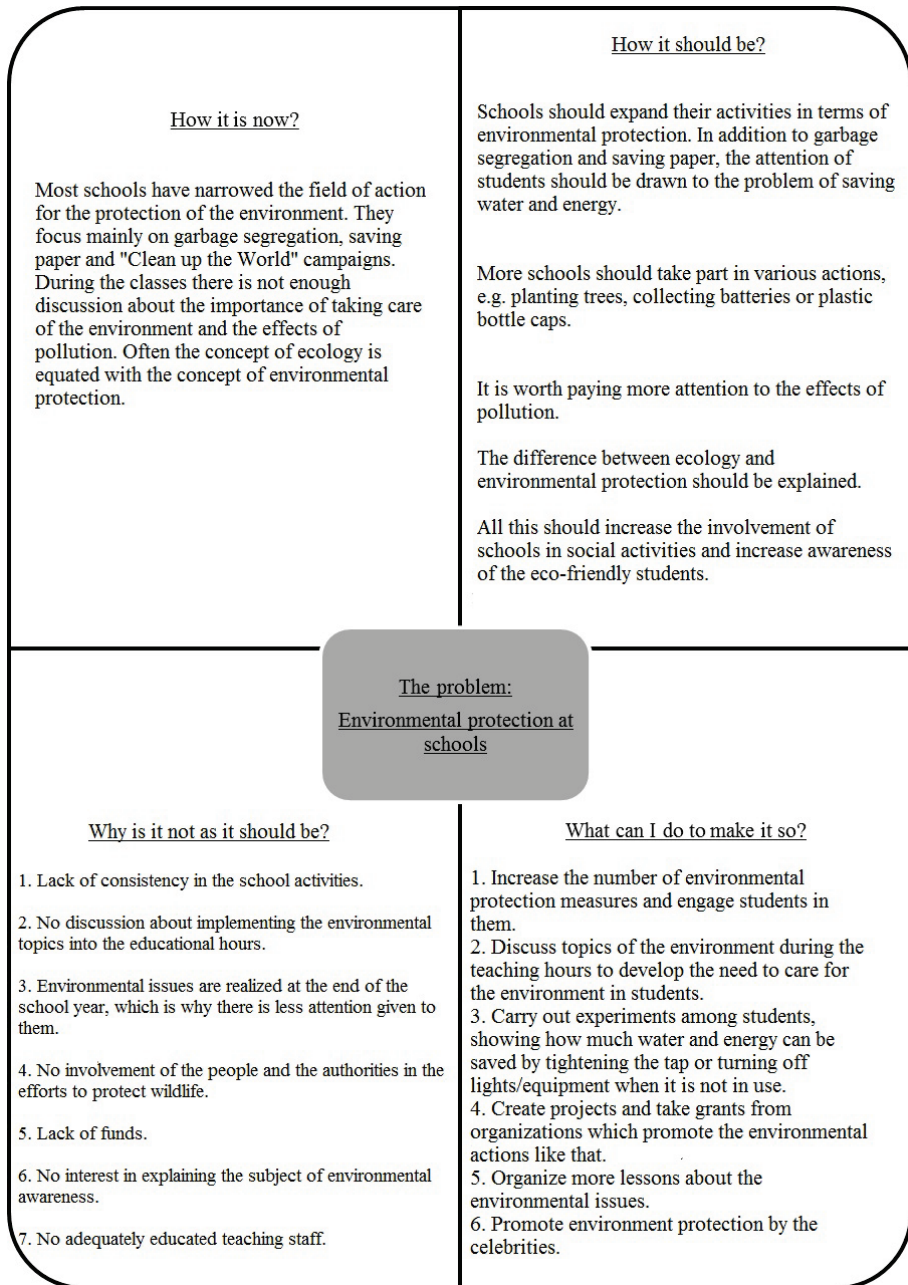 How it is now?
Most schools have narrowed the field of action
for the protection of the environment. They
focus mainly on garbage segregation, saving
paper and "Clean up the World" campaigns.
During the classes there is not enough
discussion about the importance of taking care
of the environment and the effects of
pollution. Often the concept of ecology is
equated with the concept of environmental
protection.
How it should be?
Schools should expand their activities in terms of
environmental protection. In addition to garbage
segregation and saving paper, the attention of
students should be drawn to the problem of saving
water and energy.
More schools should take part in various actions,
e.g. planting trees, collecting batteries or plastic
bottle caps.
It is worth paying more attention to the effects of
pollution.
The difference between ecology and
environmental protection should be explained.
All this should increase the involvement of
schools in social activities and increase awareness
of the eco-friendly students.
The problem:
Environmental protection at
schools
Why is it not as it should be?
1. Lack of consistency in the school activities.
2. No discussion about implementing the environmental
topics into the educational hours.
3. Environmental issues are realized at the end of the
school year, which is why there is less attention given to
them.
4. No involvement of the people and the authorities in the
efforts to protect wildlife.
5. Lack of funds.
6. No interest in explaining the subject of environmental
awareness.
7. No adequately educated teaching staff.
What can I do to make it so?
1. Increase the number of environmental
protection measures and engage students in
them.
2. Discuss topics of the environment during the
teaching hours to develop the need to care for
the environment in students.
3. Carry out experiments among students,
showing how much water and energy can be
saved by tightening the tap or turning off
lights/equipment when it is not in use.
4. Create projects and take grants from
organizations which promote the environmental
actions like that.
5. Organize more lessons about the
environmental issues.
6. Promote environment protection by the
celebrities.